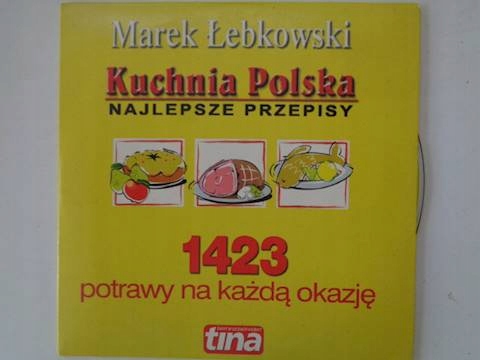 Marek Łebkowski
Kuchnia Polska
NAJLEPSZE PRZEPISY
1423
potrawy na każdą okazję
tina